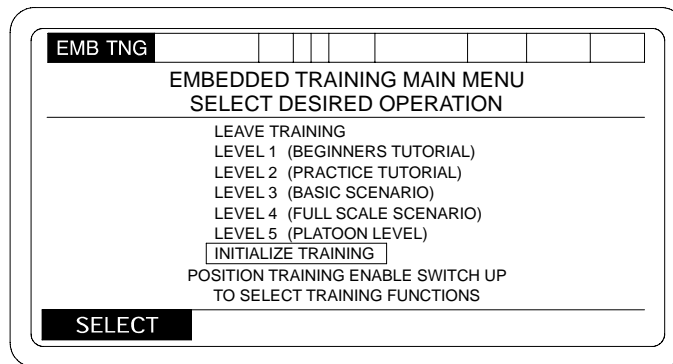 EMB TNG
EMBEDDED TRAINING MAIN MENU
SELECT DESIRED OPERATION
LEAVE TRAINING
LEVEL 1 (BEGINNERS TUTORIAL)
LEVEL 2 (PRACTICE TUTORIAL)
LEVEL 3 (BASIC SCENARIO)
LEVEL 4 (FULL SCALE SCENARIO)
LEVEL 5 (PLATOON LEVEL)
INITIALIZE TRAINING
POSITION TRAINING ENABLE SWITCH UP
TO SELECT TRAINING FUNCTIONS
SELECT